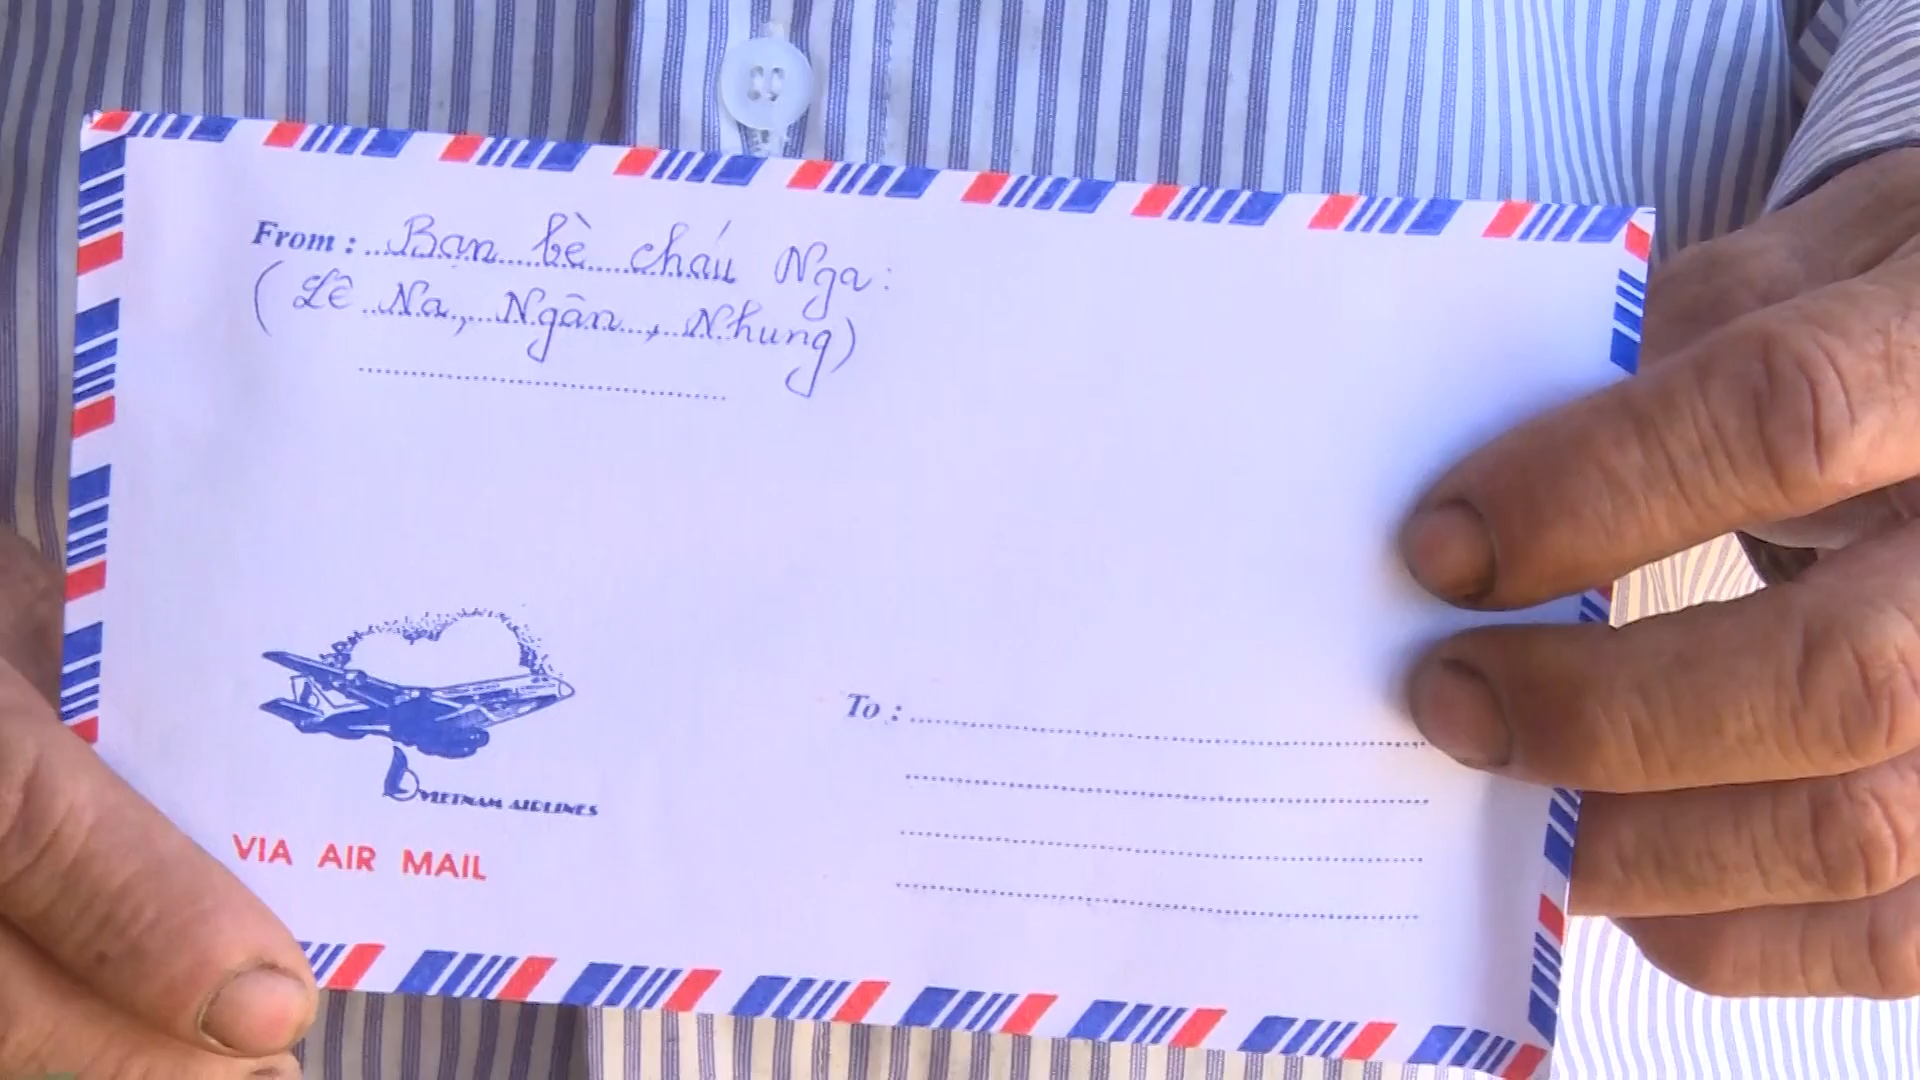 From : Bạn bè cháu Nga:
(Lê Na, Ngân, Nhung)
VIETNAM AIRLINES
VIA AIR MAIL
To :